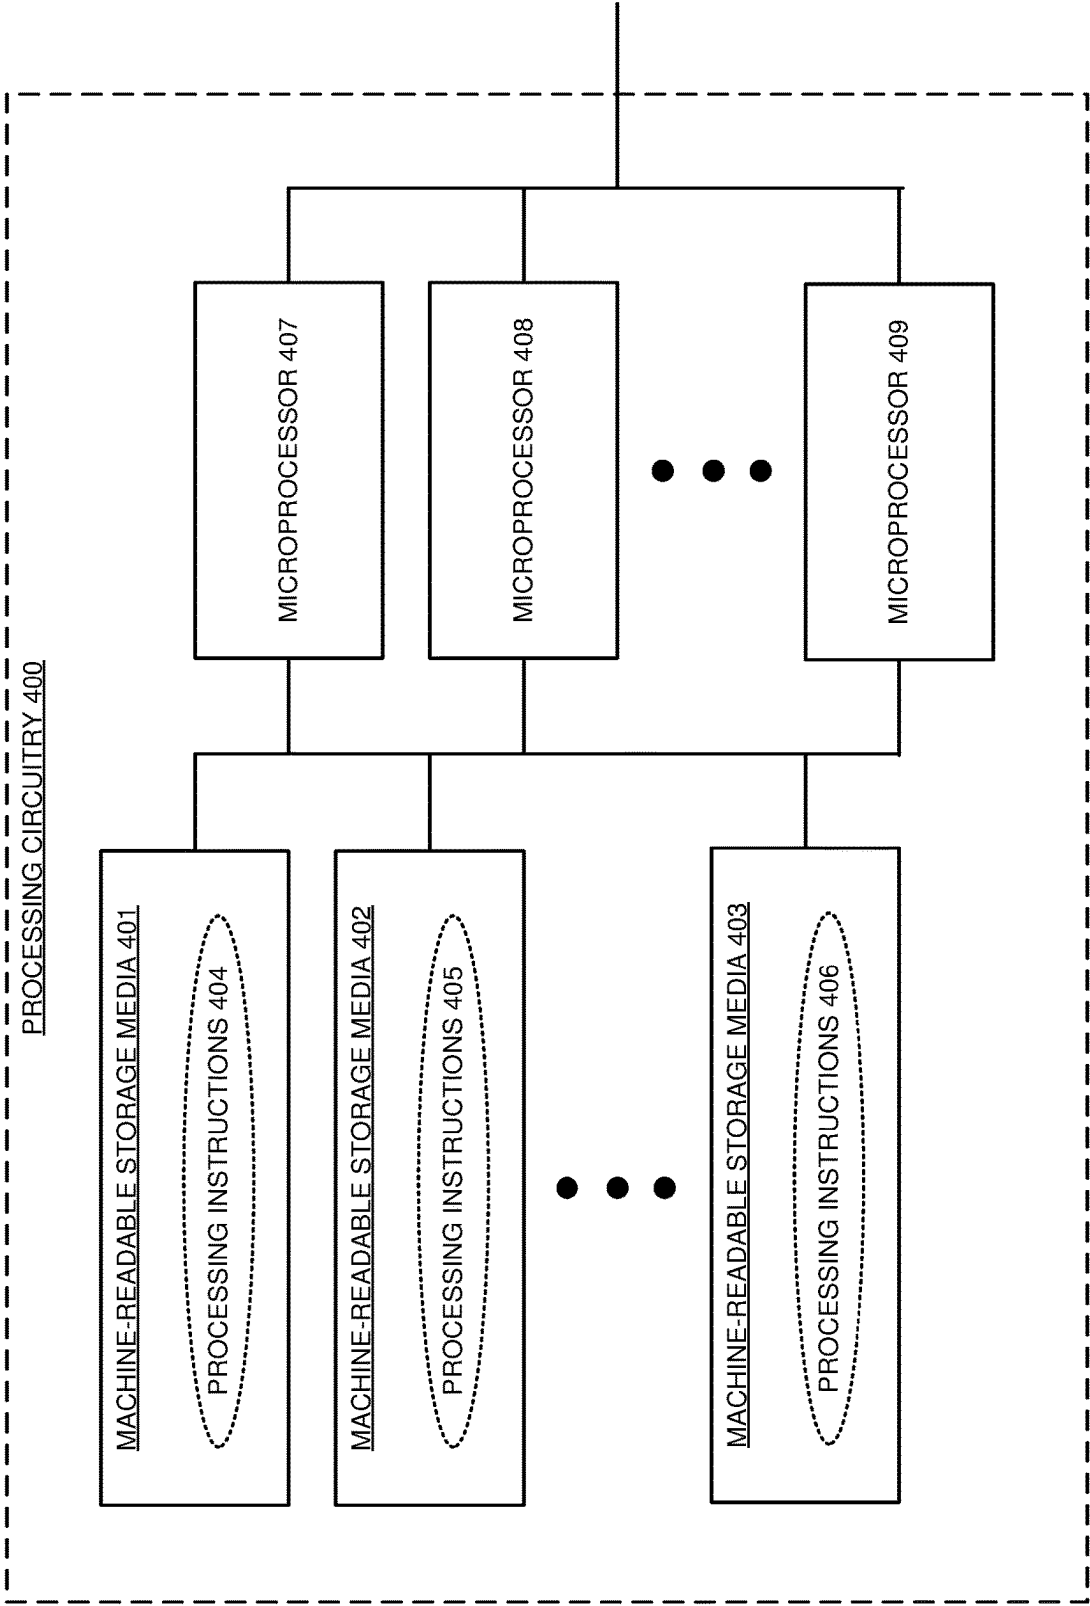 PROCESSING CIRCUITRY 400
MACHINE-READABLE STORAGE MEDIA 401
PROCESSING INSTRUCTIONS 404
MACHINE-READABLE STORAGE MEDIA 402
PROCESSING INSTRUCTIONS 405
MACHINE-READABLE STORAGE MEDIA 403
PROCESSING INSTRUCTIONS 406
MICROPROCESSOR 407
MICROPROCESSOR 408
MICROPROCESSOR 409